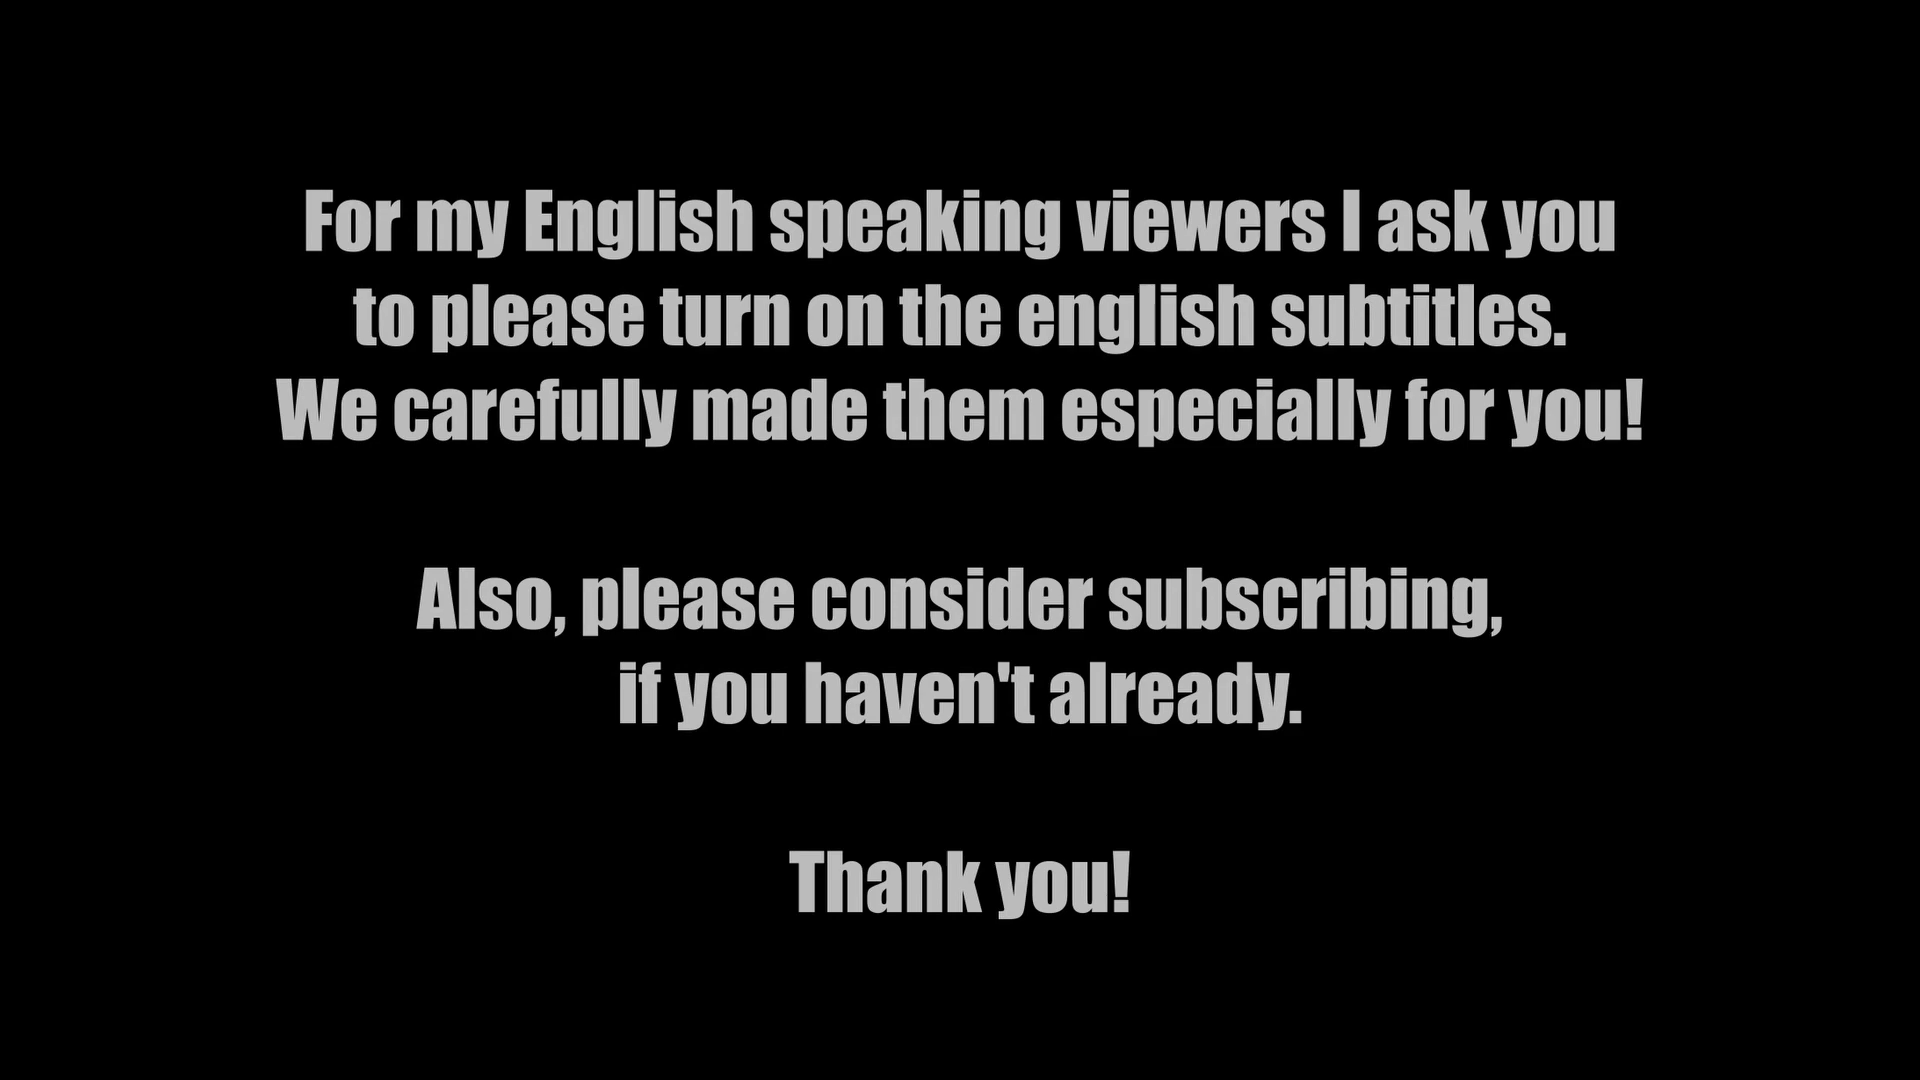 For my English speaking viewers I ask you
to please turn on the english subtitles.
We carefully made them especially for you!
Also, please consider subscribing,
if you haven't already.
Thank you!